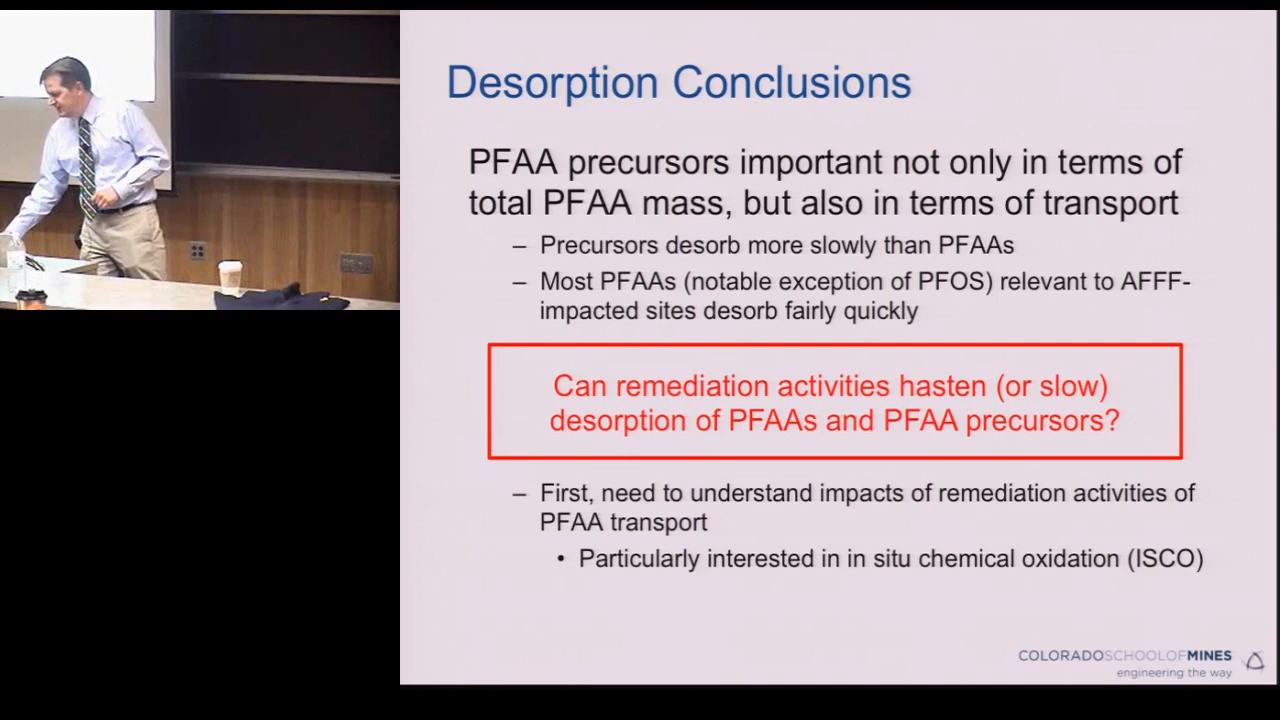 Desorption Conclusions
PFAA precursors important not only in terms of
total PFAA mass, but also in terms of transport
– Precursors desorb more slowly than PFAAs
– Most PFAAs (notable exception of PFOS) relevant to AFFF-
impacted sites desorb fairly quickly
Can remediation activities hasten (or slow)
desorption of PFAAs and PFAA precursors?
– First, need to understand impacts of remediation activities of
PFAA transport
• Particularly interested in in situ chemical oxidation (ISCO)
COLORADOSCHOOLOFMINES
engineering the way